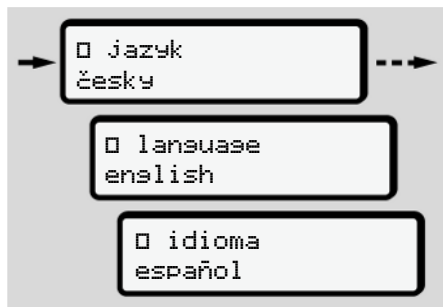 □ jazyk
česky
□ language
english
□ idioma
español